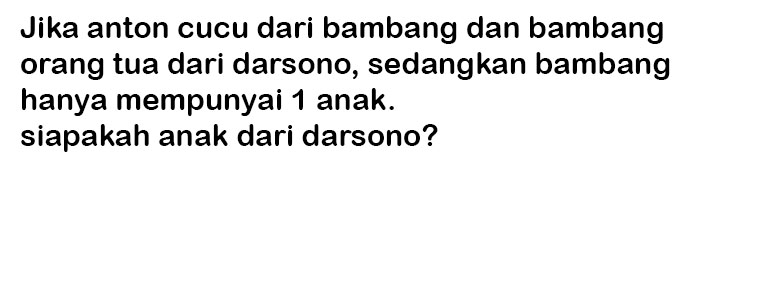 Jika anton cucu dari bambang dan bambang
orang tua dari darsono, sedangkan bambang
hanya mempunyai 1 anak.
siapakah anak dari darsono?